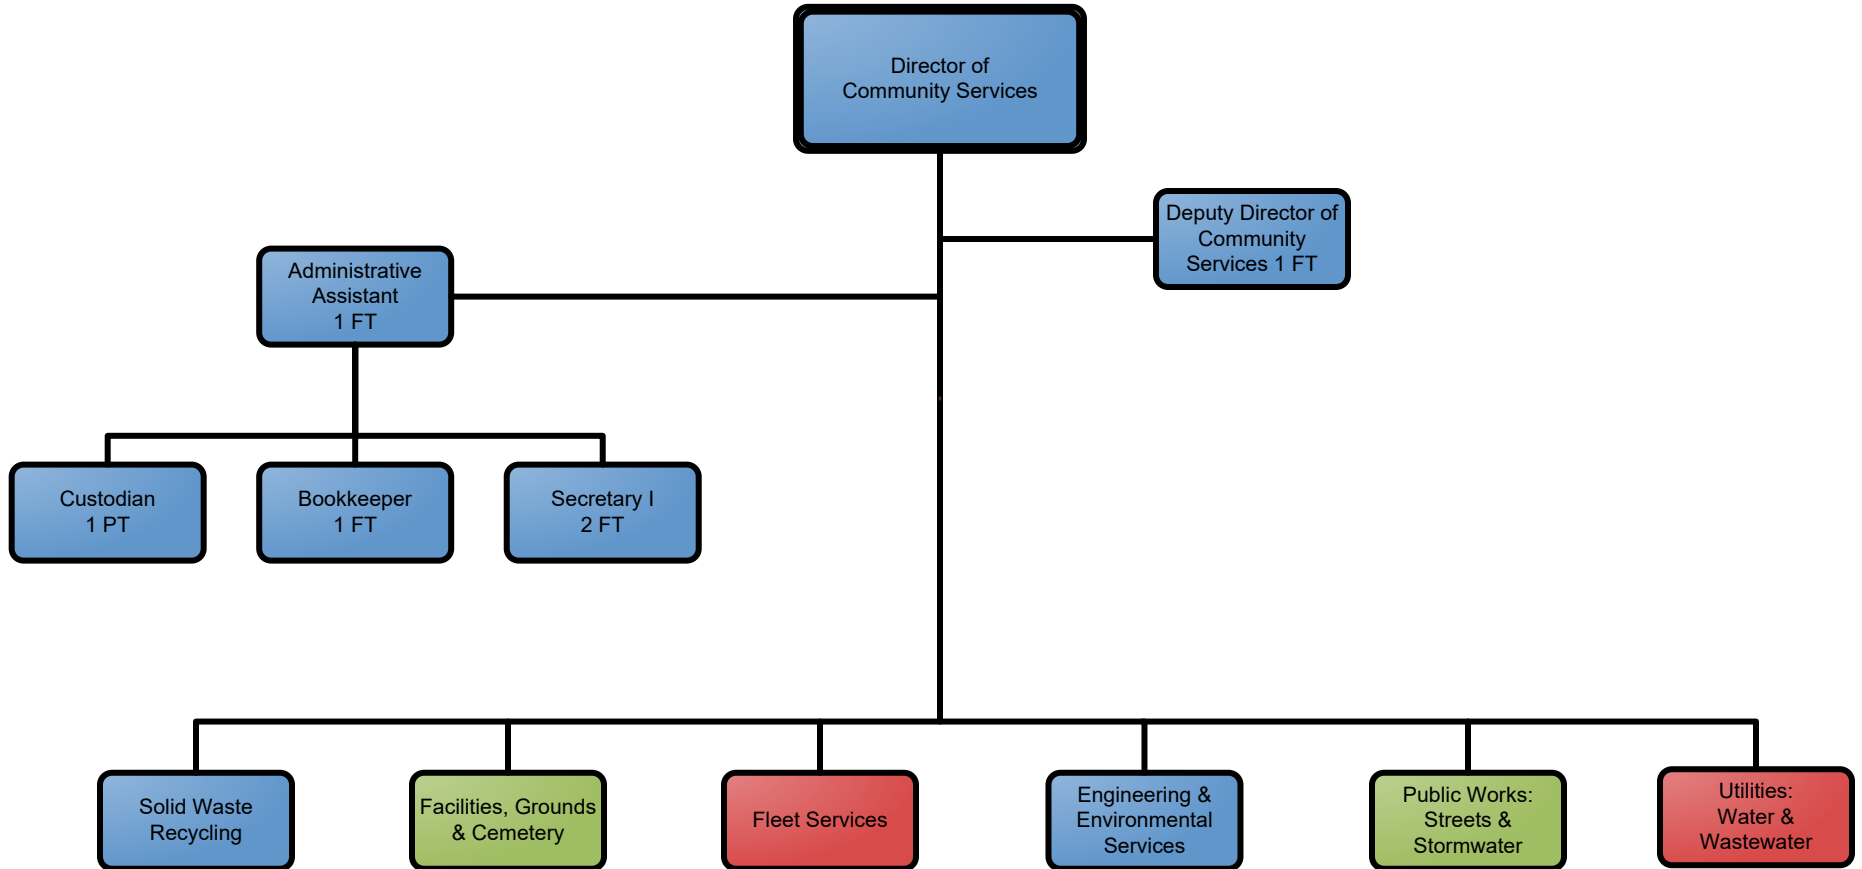 Director of
Community Services
Deputy Director of
Community
Services 1 FT
Administrative
Assistant
1 FT
Custodian
1 PT
Bookkeeper
1 FT
Secretary I
2 FT
Solid Waste
Recycling
Facilities, Grounds
& Cemetery
Fleet Services
Engineering &
Environmental
Services
Public Works:
Streets &
Stormwater
Utilities:
Water &
Wastewater